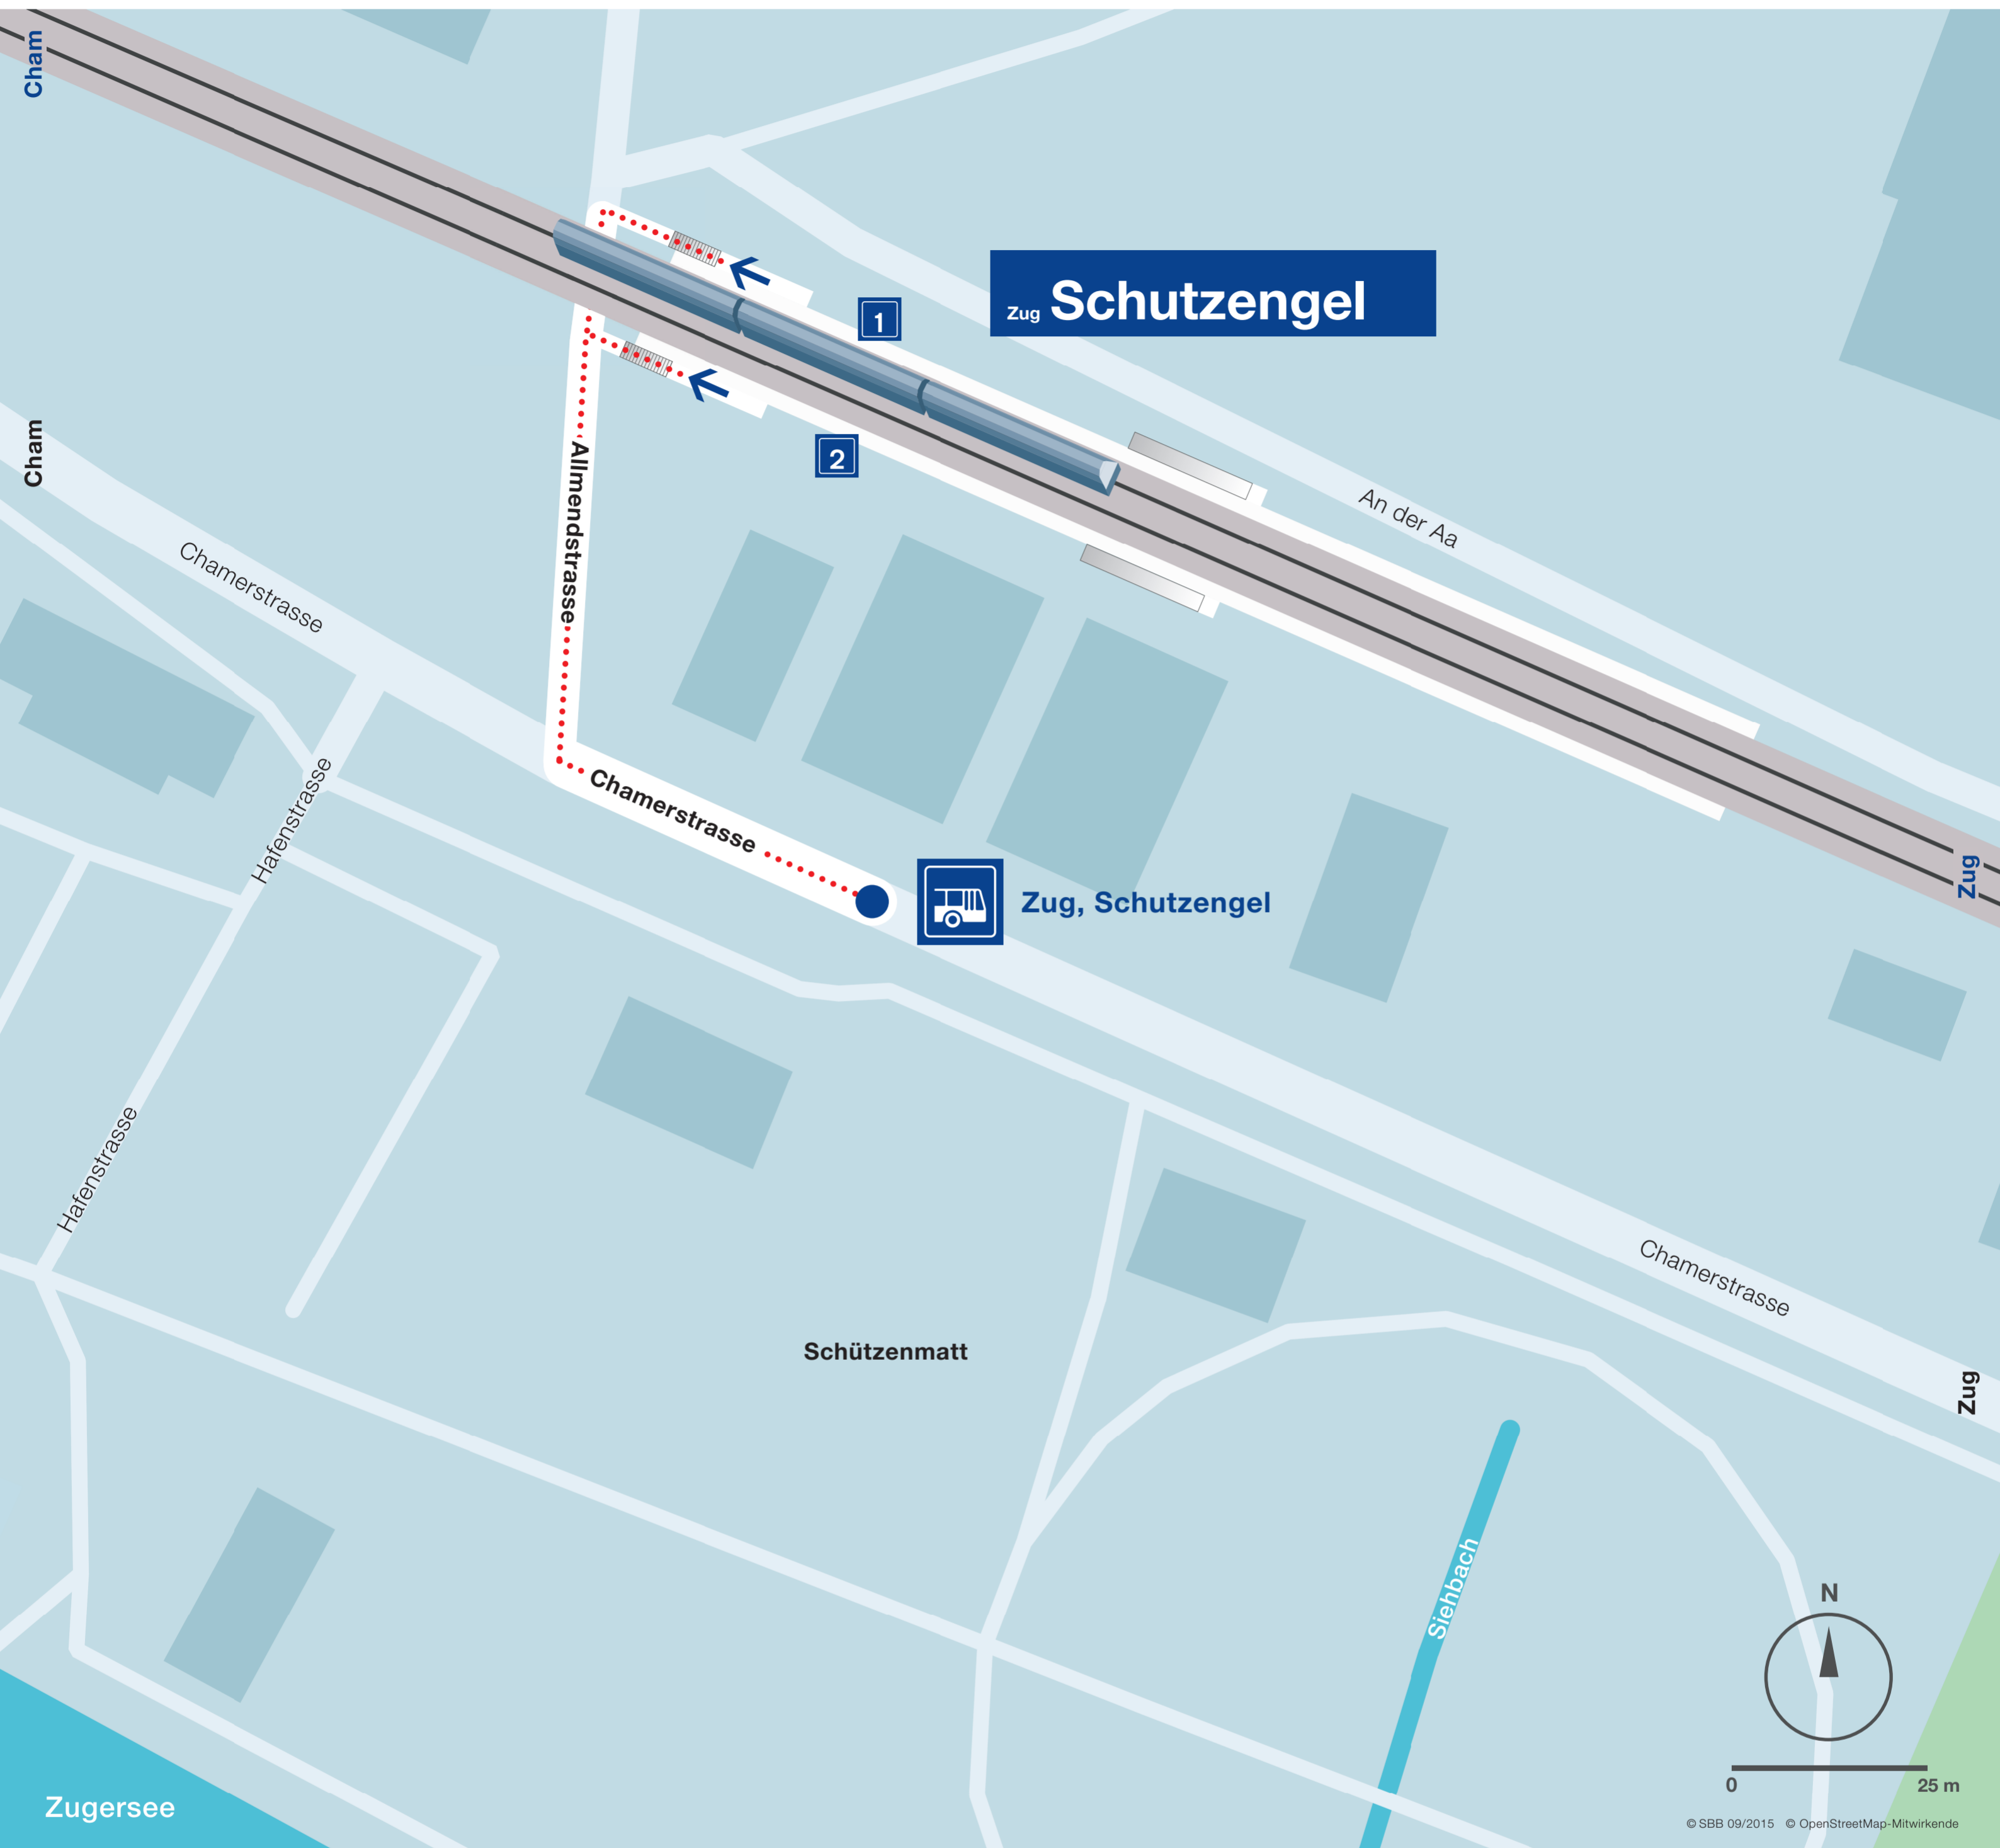 Cham
Zug Schutzengel
1
2
Cham
An der Aa
Allmendstrasse
Chamerstrasse
Chamerstrasse
Hafenstrasse
Zug, Schutzengel
Zug
Hafenstrasse
Chamerstrasse
Schützenmatt
Zug
Siehbach
N
Zugersee
0 25 m
© SBB 09/2015 © OpenStreetMap-Mitwirkende